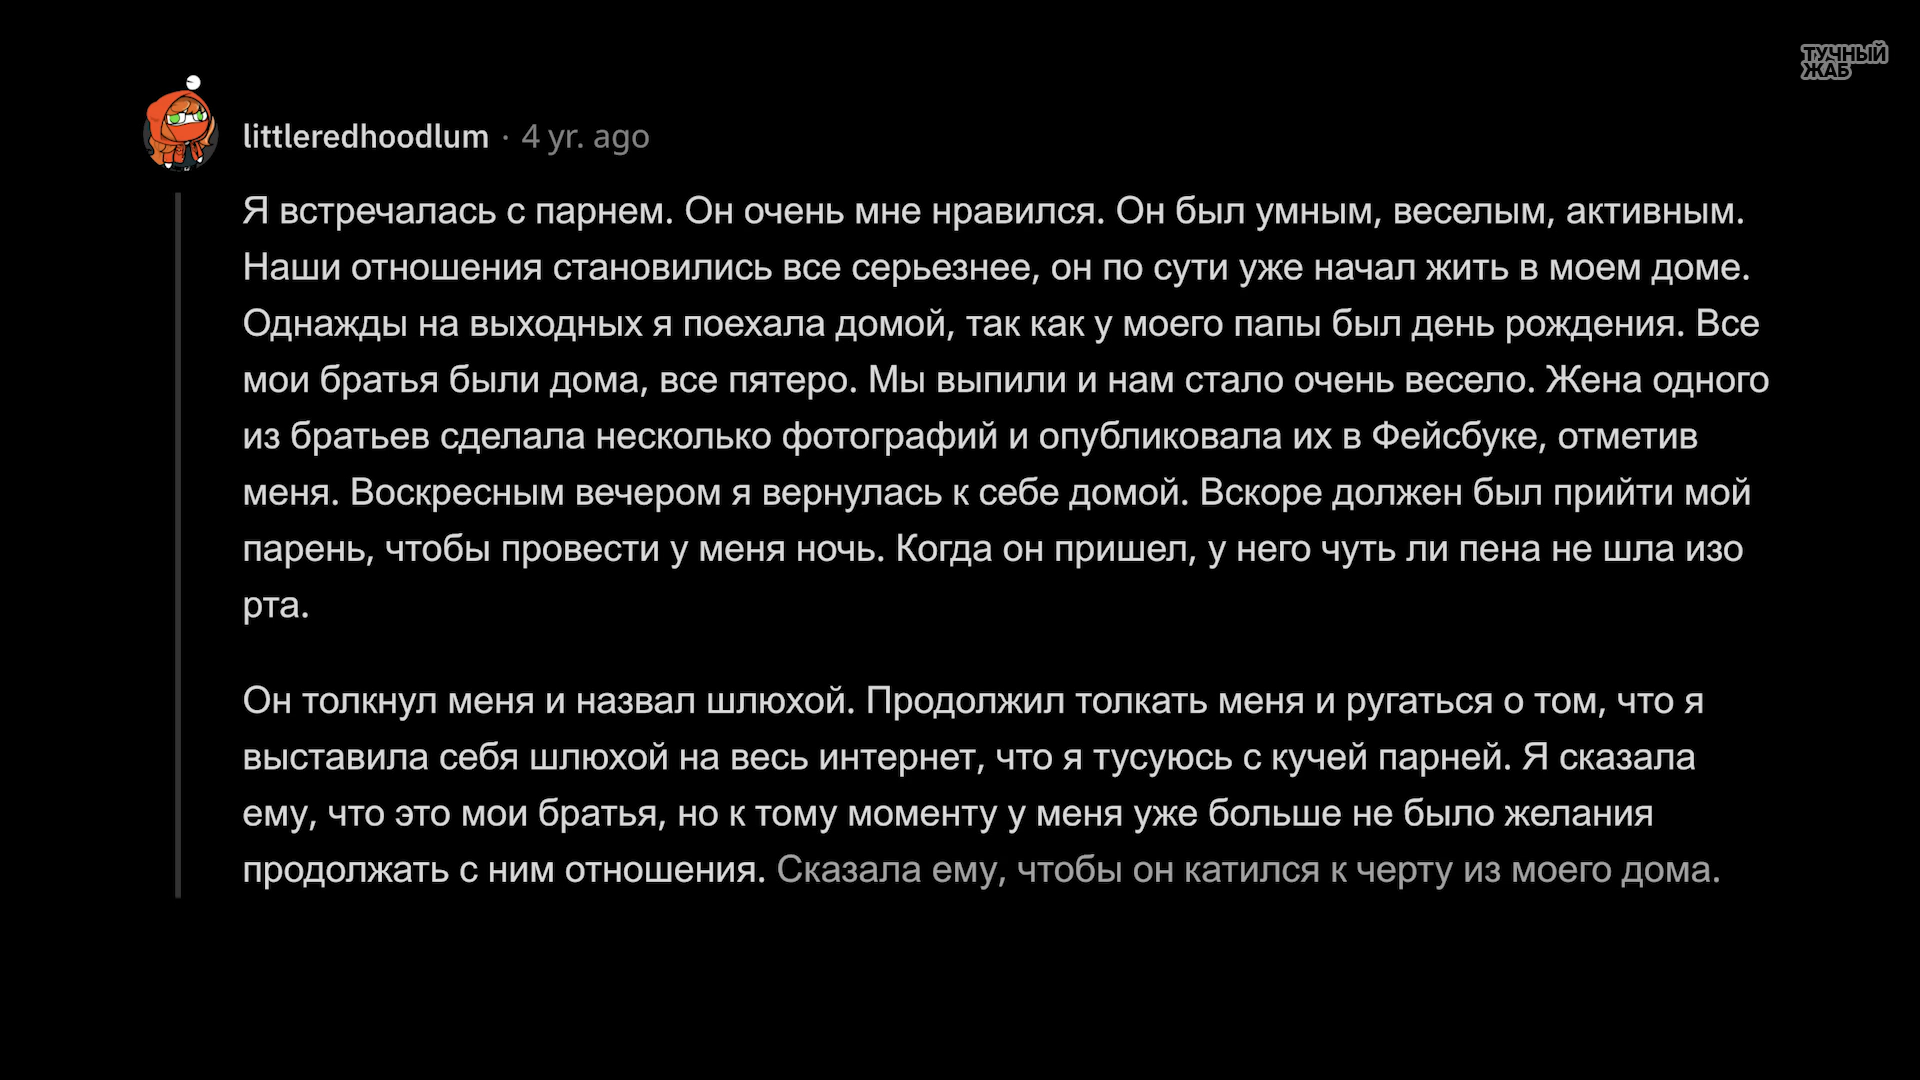 ТУЧНЫЙ
ЖАБ
littleredhoodlum · 4 yr. ago
Я встречалась с парнем. Он очень мне нравился. Он был умным, веселым, активным.
Наши отношения становились все серьезнее, он по сути уже начал жить в моем доме.
Однажды на выходных я поехала домой, так как у моего папы был день рождения. Все
мои братья были дома, все пятеро. Мы выпили и нам стало очень весело. Жена одного
из братьев сделала несколько фотографий и опубликовала их в Фейсбуке, отметив
меня. Воскресным вечером я вернулась к себе домой. Вскоре должен был прийти мой
парень, чтобы провести у меня ночь. Когда он пришел, у него чуть ли пена не шла изо
рта.
Он толкнул меня и назвал шлюхой. Продолжил толкать меня и ругаться о том, что я
выставила себя шлюхой на весь интернет, что я тусуюсь с кучей парней. Я сказала
ему, что это мои братья, но к тому моменту у меня уже больше не было желания
продолжать с ним отношения. Сказала ему, чтобы он катился к черту из моего дома.